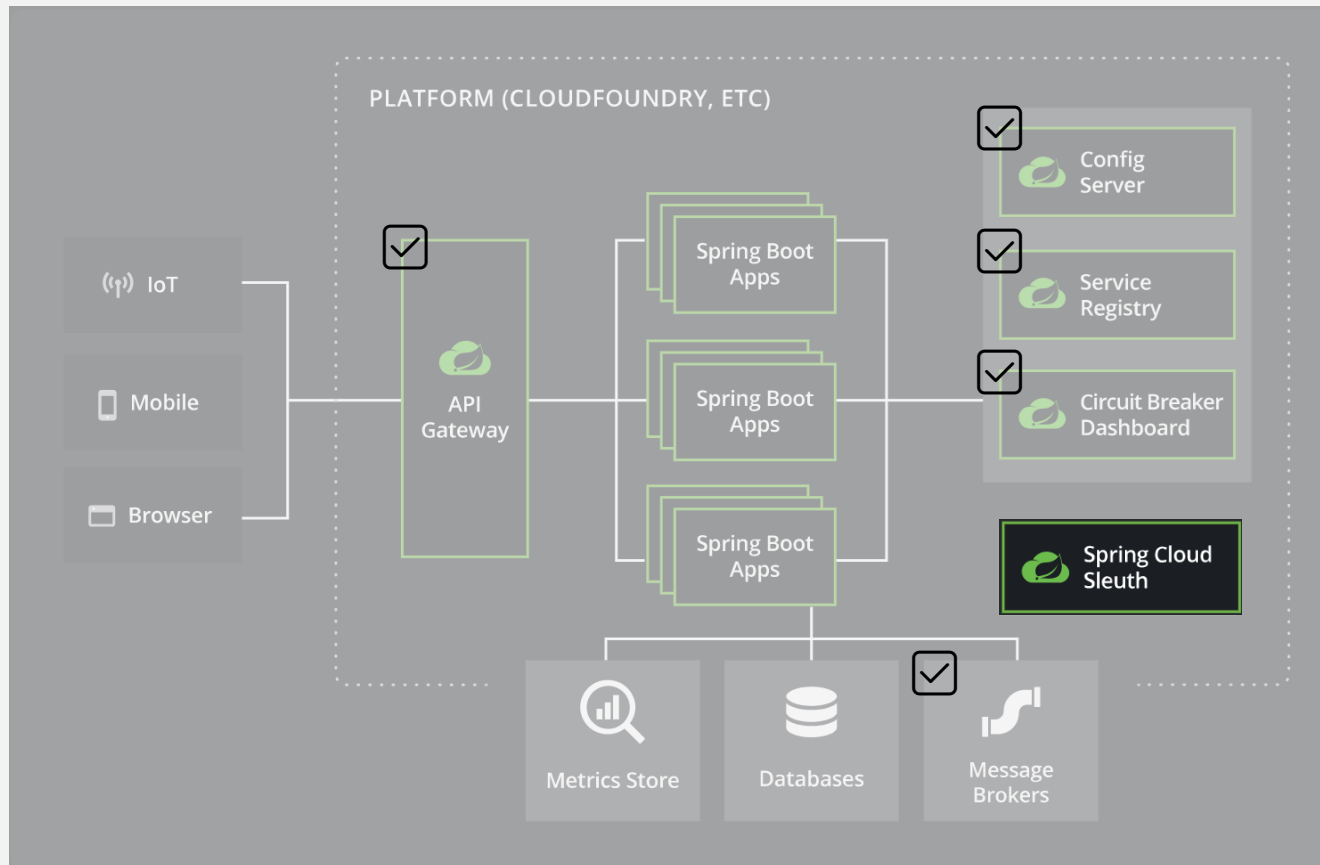 PLATFORM (CLOUDFOUNDRY, ETC)
IoT
Mobile
Browser
API
Gateway
Spring Boot
Apps
Spring Boot
Apps
Spring Boot
Apps
Config
Server
Service
Registry
Circuit Breaker
Dashboard
Spring Cloud
Sleuth
Metrics Store
Databases
Message
Brokers